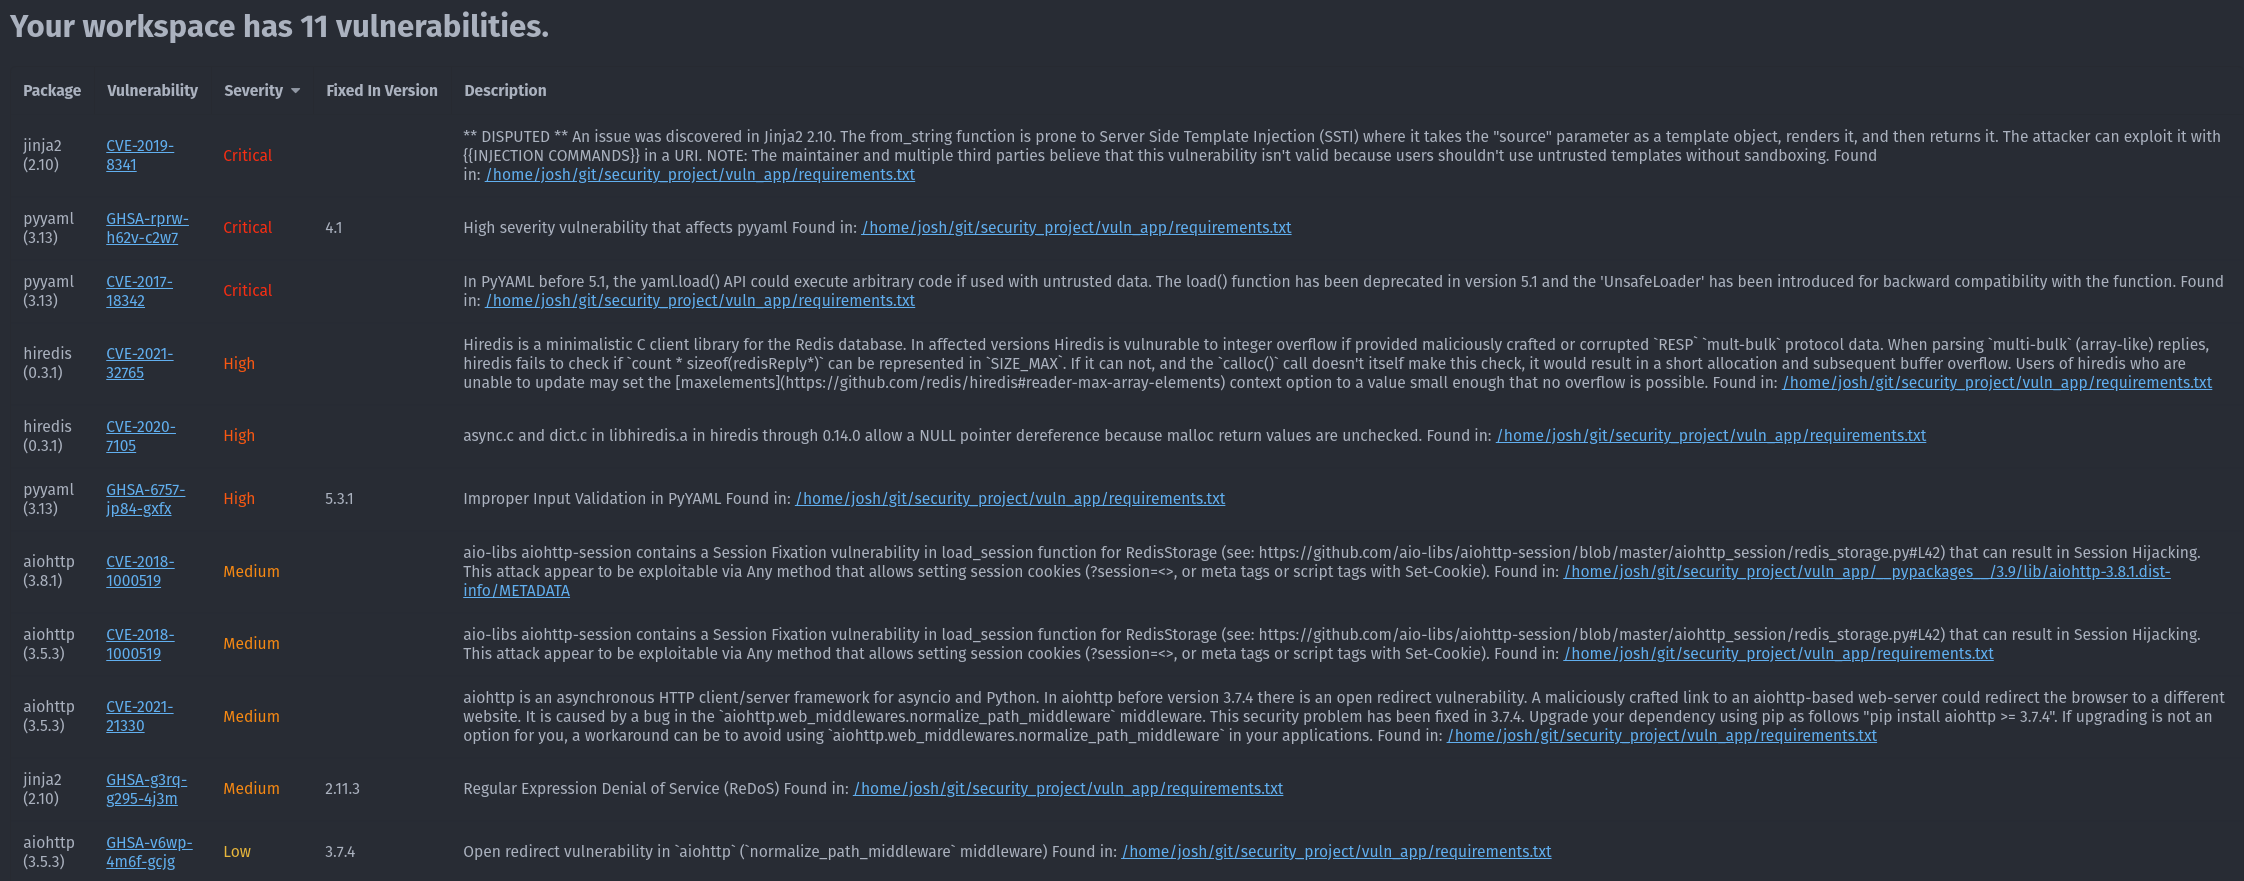 Your workspace has 11 vulnerabilities.
Package Vulnerability Severity Fixed In Version Description
jinja2 (2.10) CVE-2019-8341 Critical ** DISPUTED ** An issue was discovered in Jinja2 2.10. The from_string function is prone to Server Side Template Injection (SSTI) where it takes the "source" parameter as a template object, renders it, and then returns it. The attacker can exploit it with
{{INJECTION COMMANDS}} in a URI. NOTE: The maintainer and multiple third parties believe that this vulnerability isn't valid because users shouldn't use untrusted templates without sandboxing. Found
in: /home/josh/git/security_project/vuln_app/requirements.txt
pyyaml (3.13) GHSA-rprw-h62v-c2w7 Critical 4.1 High severity vulnerability that affects pyyaml Found in: /home/josh/git/security_project/vuln_app/requirements.txt
pyyaml (3.13) CVE-2017-18342 Critical In PyYAML before 5.1, the yaml.load() API could execute arbitrary code if used with untrusted data. The load() function has been deprecated in version 5.1 and the 'UnsafeLoader' has been introduced for backward compatibility with the function. Found
in: /home/josh/git/security_project/vuln_app/requirements.txt
hiredis (0.3.1) CVE-2021-32765 High Hiredis is a minimalistic C client library for the Redis database. In affected versions Hiredis is vulnurable to integer overflow if provided maliciously crafted or corrupted `RESP` `mult-bulk` protocol data. When parsing `multi-bulk` (array-like) replies,
hiredis fails to check if `count * sizeof(redisReply*)` can be represented in `SIZE_MAX`. If it can not, and the `calloc()` call doesn't itself make this check, it would result in a short allocation and subsequent buffer overflow. Users of hiredis who are
unable to update may set the [maxelements](https://github.com/redis/hiredis#reader-max-array-elements) context option to a value small enough that no overflow is possible. Found in: /home/josh/git/security_project/vuln_app/requirements.txt
hiredis (0.3.1) CVE-2020-7105 High async.c and dict.c in libhiredis.a in hiredis through 0.14.0 allow a NULL pointer dereference because malloc return values are unchecked. Found in: /home/josh/git/security_project/vuln_app/requirements.txt
pyyaml (3.13) GHSA-6757-jp84-gxfx High 5.3.1 Improper Input Validation in PyYAML Found in: /home/josh/git/security_project/vuln_app/requirements.txt
aiohttp (3.8.1) CVE-2018-1000519 Medium aio-libs aiohttp-session contains a Session Fixation vulnerability in load_session function for RedisStorage (see: https://github.com/aio-libs/aiohttp-session/blob/master/aiohttp_session/redis_storage.py#L42) that can result in Session Hijacking.
This attack appear to be exploitable via Any method that allows setting session cookies (?session=<>, or meta tags or script tags with Set-Cookie). Found in: /home/josh/git/security_project/vuln_app/__pypackages__/3.9/lib/aiohttp-3.8.1.dist-
info/METADATA
aiohttp (3.5.3) CVE-2018-1000519 Medium aio-libs aiohttp-session contains a Session Fixation vulnerability in load_session function for RedisStorage (see: https://github.com/aio-libs/aiohttp-session/blob/master/aiohttp_session/redis_storage.py#L42) that can result in Session Hijacking.
This attack appear to be exploitable via Any method that allows setting session cookies (?session=<>, or meta tags or script tags with Set-Cookie). Found in: /home/josh/git/security_project/vuln_app/requirements.txt
aiohttp (3.5.3) CVE-2021-21330 Medium aiohttp is an asynchronous HTTP client/server framework for asyncio and Python. In aiohttp before version 3.7.4 there is an open redirect vulnerability. A maliciously crafted link to an aiohttp-based web-server could redirect the browser to a different
website. It is caused by a bug in the `aiohttp.web_middlewares.normalize_path_middleware` middleware. This security problem has been fixed in 3.7.4. Upgrade your dependency using pip as follows "pip install aiohttp >= 3.7.4". If upgrading is not an
option for you, a workaround can be to avoid using `aiohttp.web_middlewares.normalize_path_middleware` in your applications. Found in: /home/josh/git/security_project/vuln_app/requirements.txt
jinja2 (2.10) GHSA-g3rq-g295-4j3m Medium 2.11.3 Regular Expression Denial of Service (ReDoS) Found in: /home/josh/git/security_project/vuln_app/requirements.txt
aiohttp (3.5.3) GHSA-v6wp-4m6f-gcjg Low 3.7.4 Open redirect vulnerability in `aiohttp` (`normalize_path_middleware` middleware) Found in: /home/josh/git/security_project/vuln_app/requirements.txt